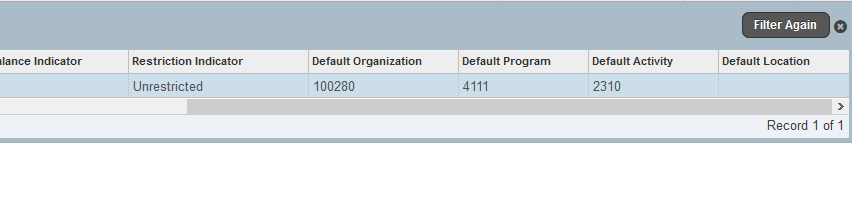 Filter Again
alance Indicator Restriction Indicator Default Organization Default Program Default Activity Default Location
Unrestricted 100280 4111 2310
Record 1 of 1